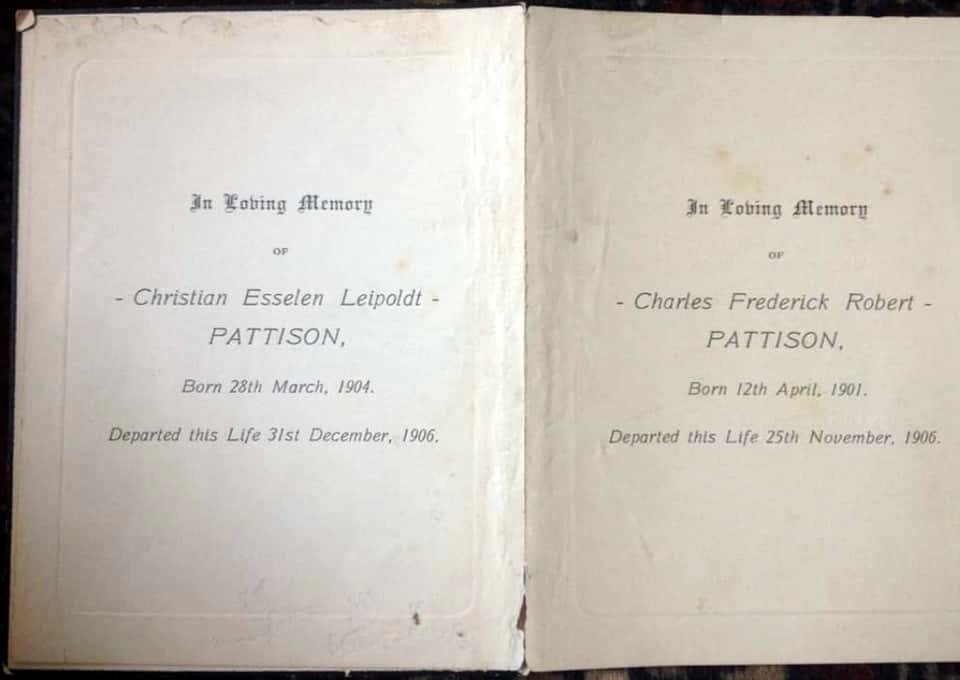 In Loving Memory
OF
- Christian Esselen Leipoldt -
PATTISON,
Born 28th March, 1904.
Departed this Life 31st December, 1906.
In Loving Memory
OF
- Charles Frederick Robert -
PATTISON,
Born 12th April, 1901.
Departed this Life 25th November, 1906.